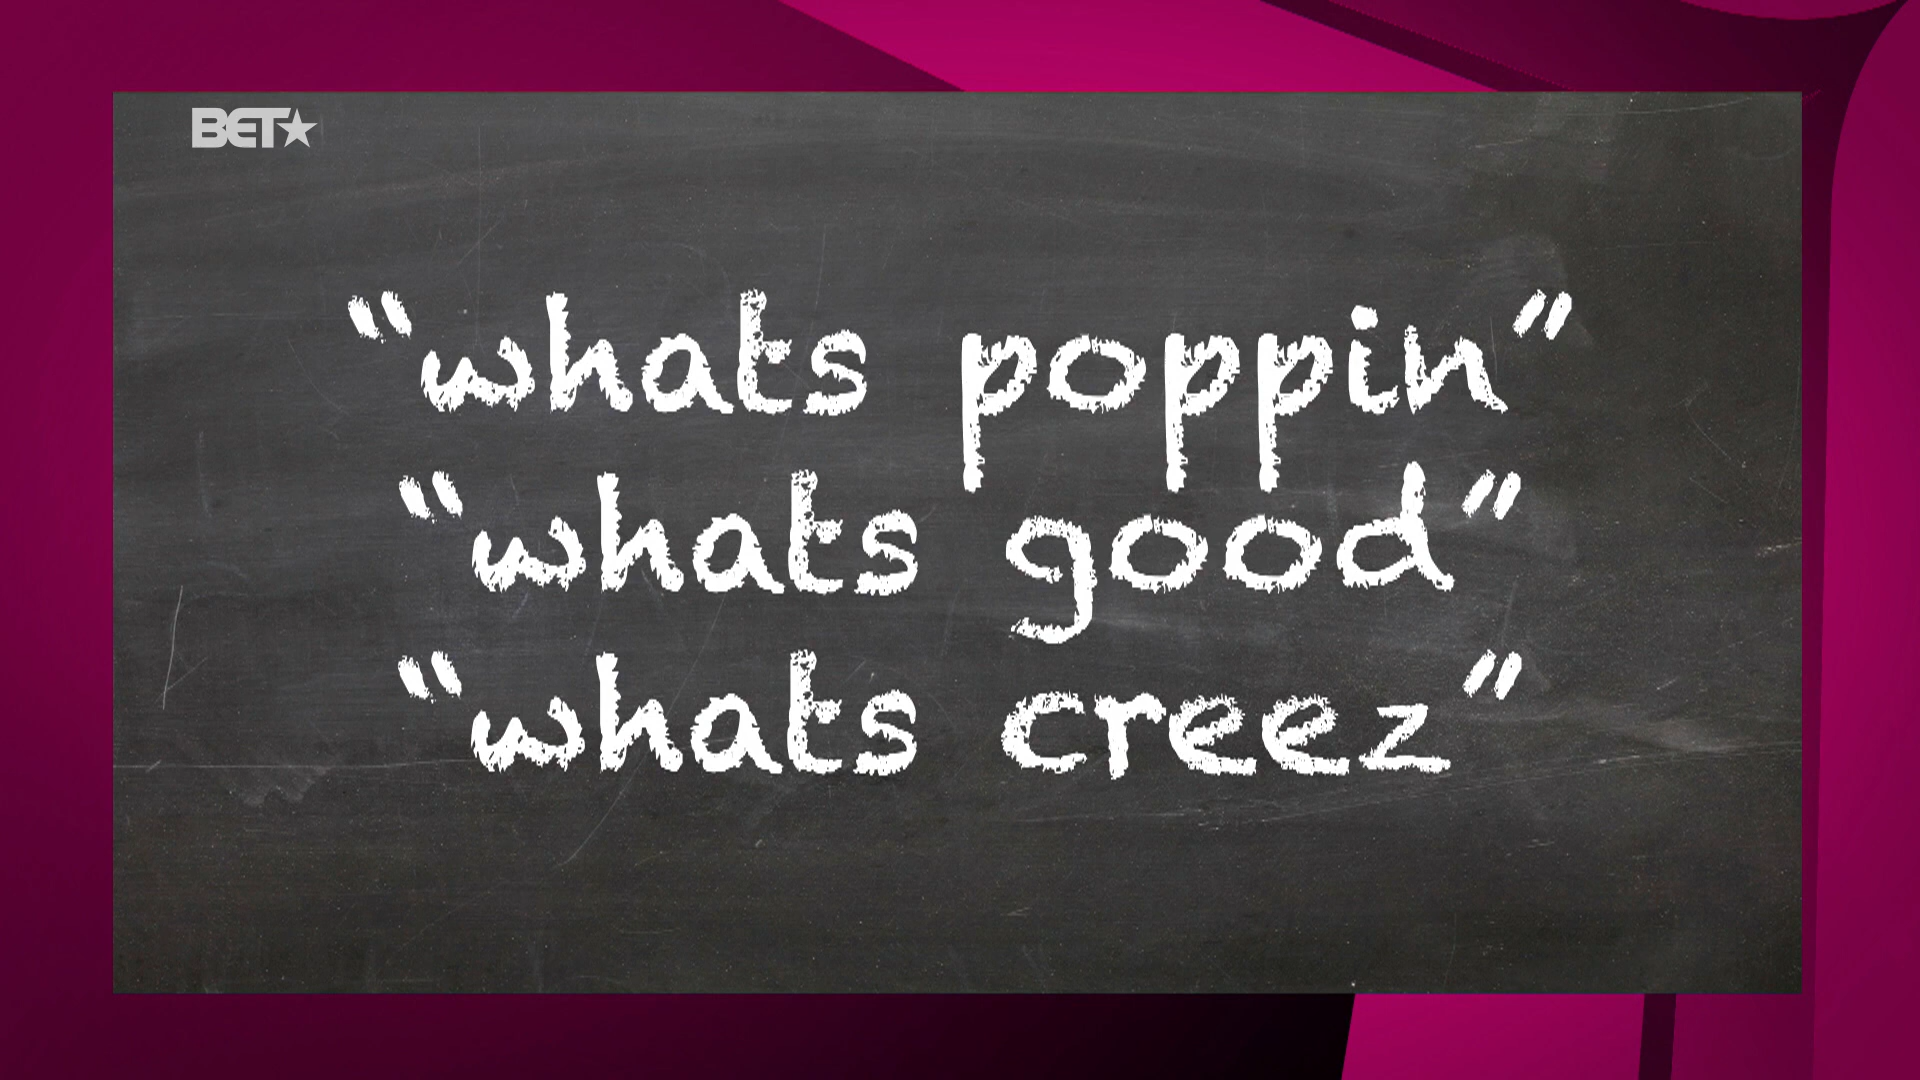 BET
“whats poppin”
“whats good”
“whats creez”